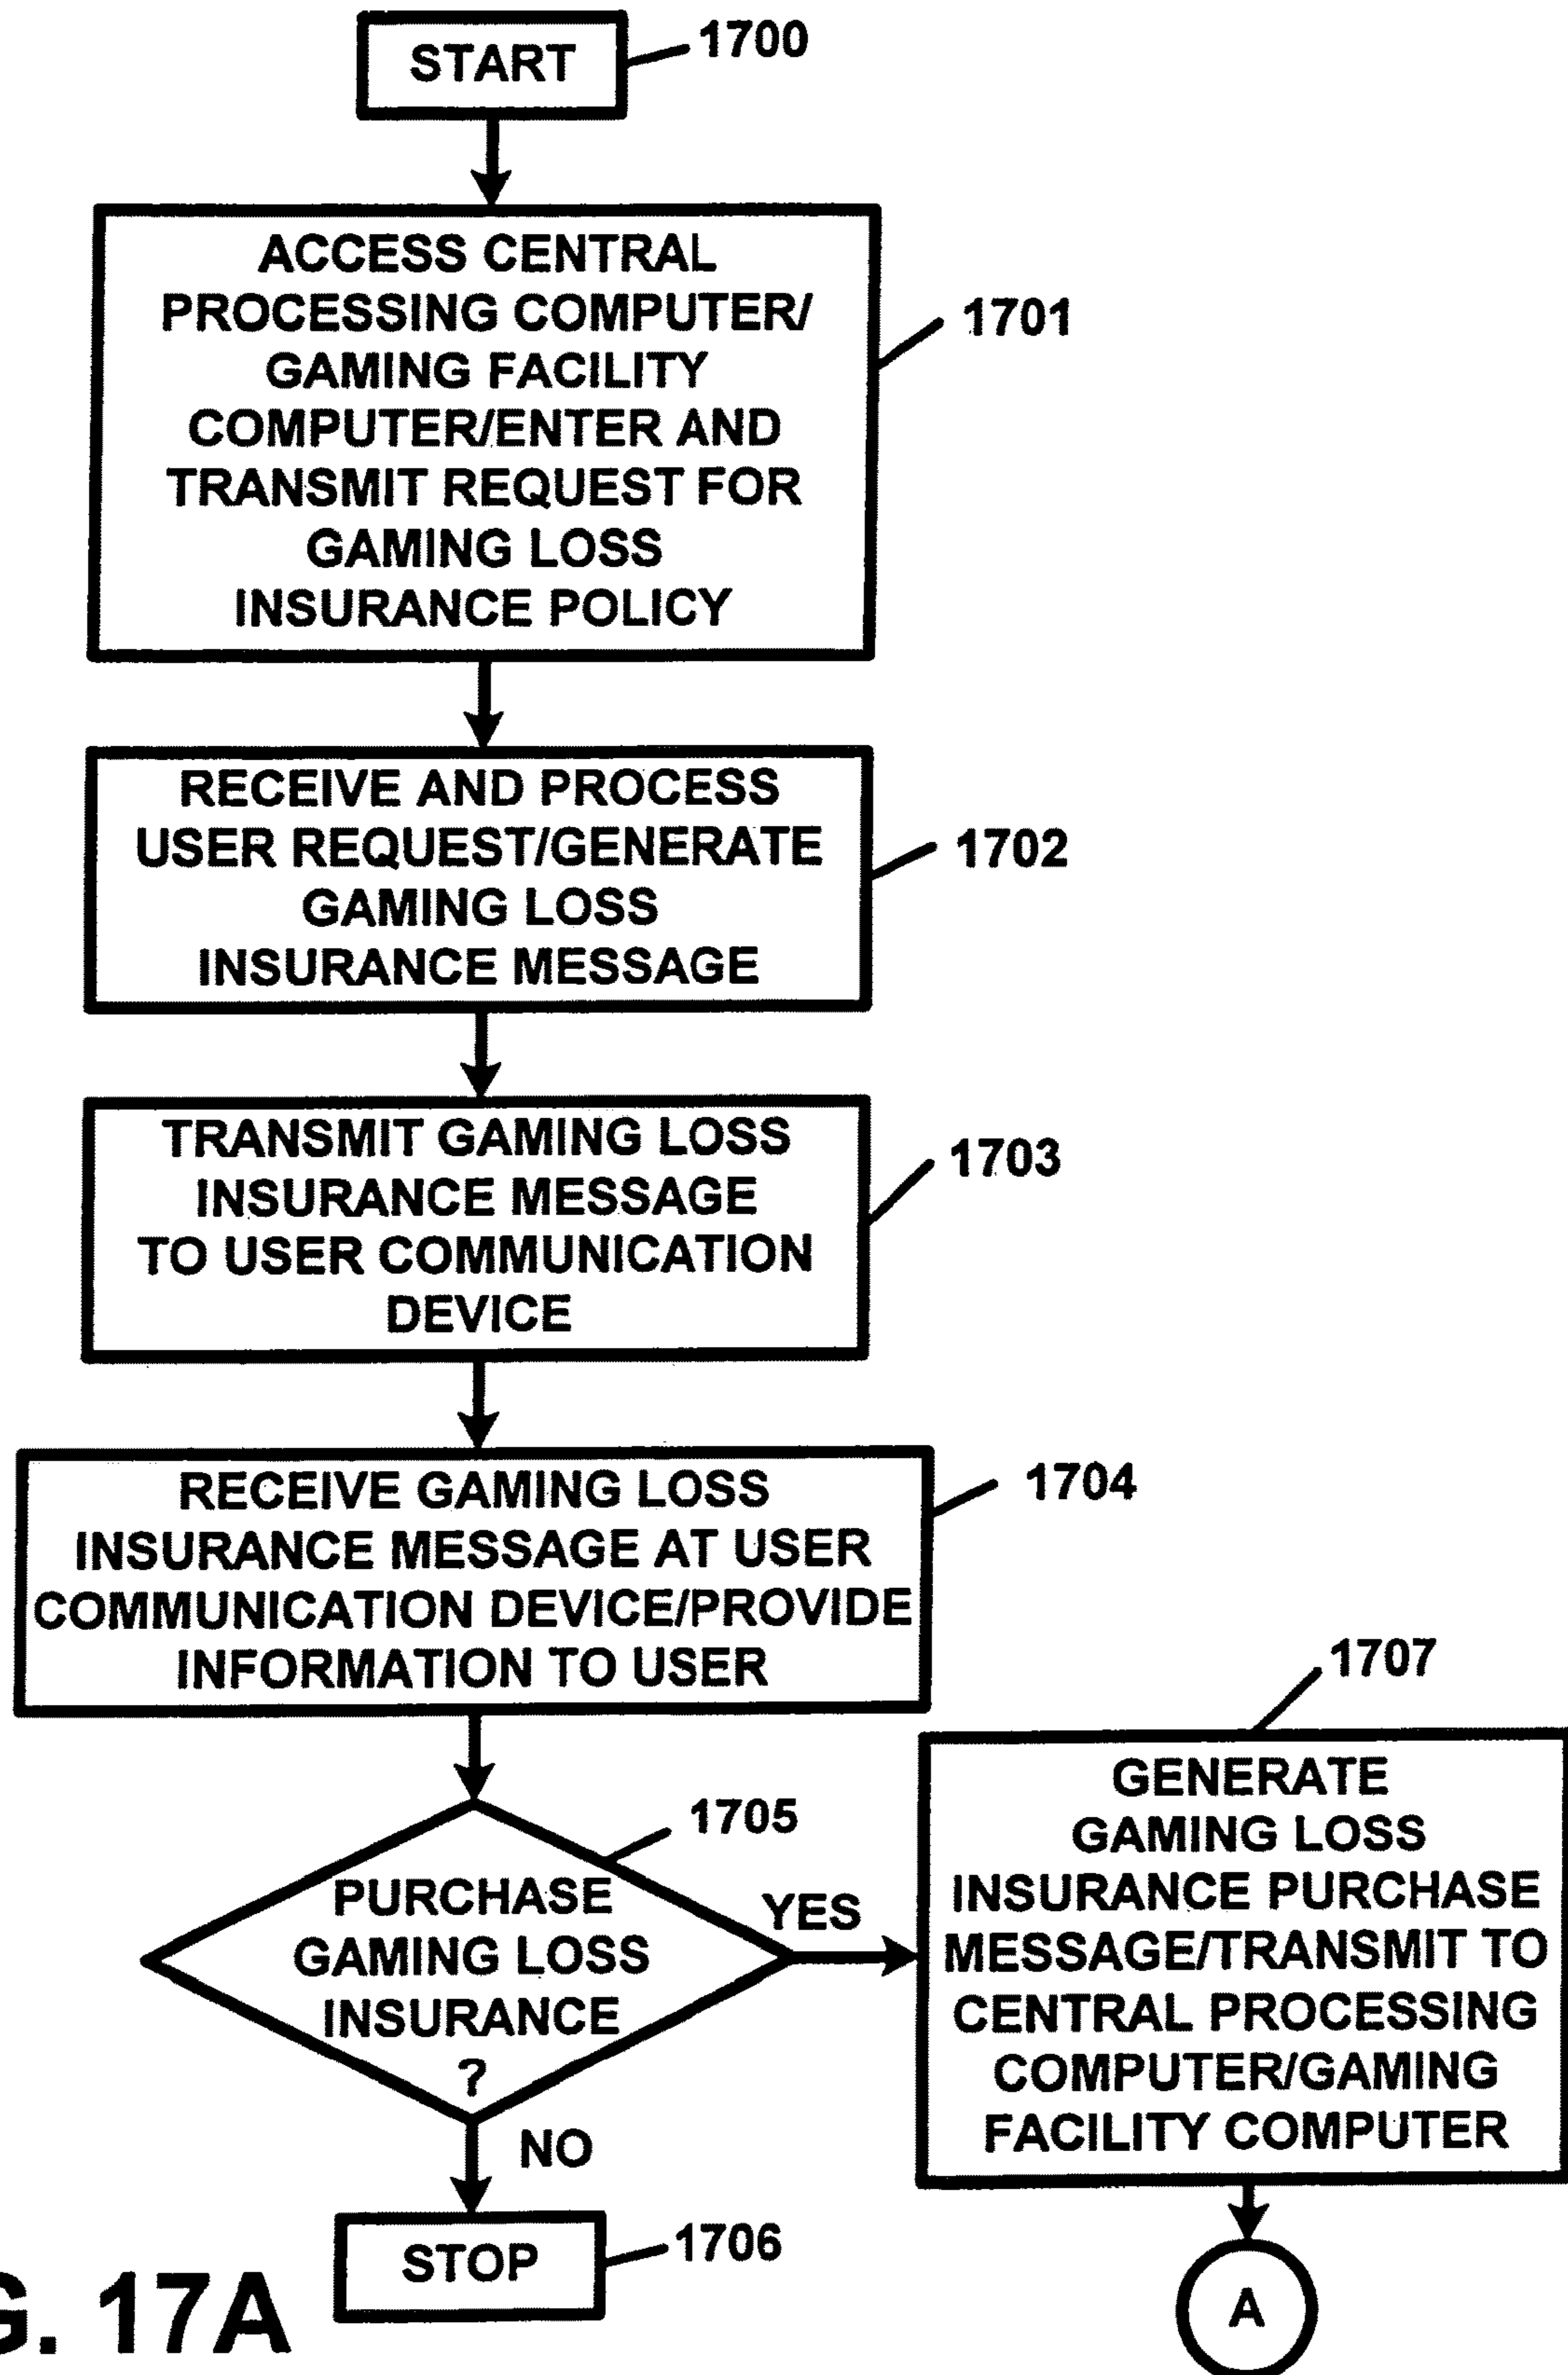 START
1700
ACCESS CENTRAL
PROCESSING COMPUTER/
GAMING FACILITY
COMPUTER/ENTER AND
TRANSMIT REQUEST FOR
GAMING LOSS
INSURANCE POLICY
1701
RECEIVE AND PROCESS
USER REQUEST/GENERATE
GAMING LOSS
INSURANCE MESSAGE
1702
TRANSMIT GAMING LOSS
INSURANCE MESSAGE
TO USER COMMUNICATION
DEVICE
1703
RECEIVE GAMING LOSS
INSURANCE MESSAGE AT USER
COMMUNICATION DEVICE/PROVIDE
INFORMATION TO USER
1704
PURCHASE
GAMING LOSS
INSURANCE
?
1705
YES
NO
STOP
1706
1707
GENERATE
GAMING LOSS
INSURANCE PURCHASE
MESSAGE/TRANSMIT TO
CENTRAL PROCESSING
COMPUTER/GAMING
FACILITY COMPUTER
A
G. 17A